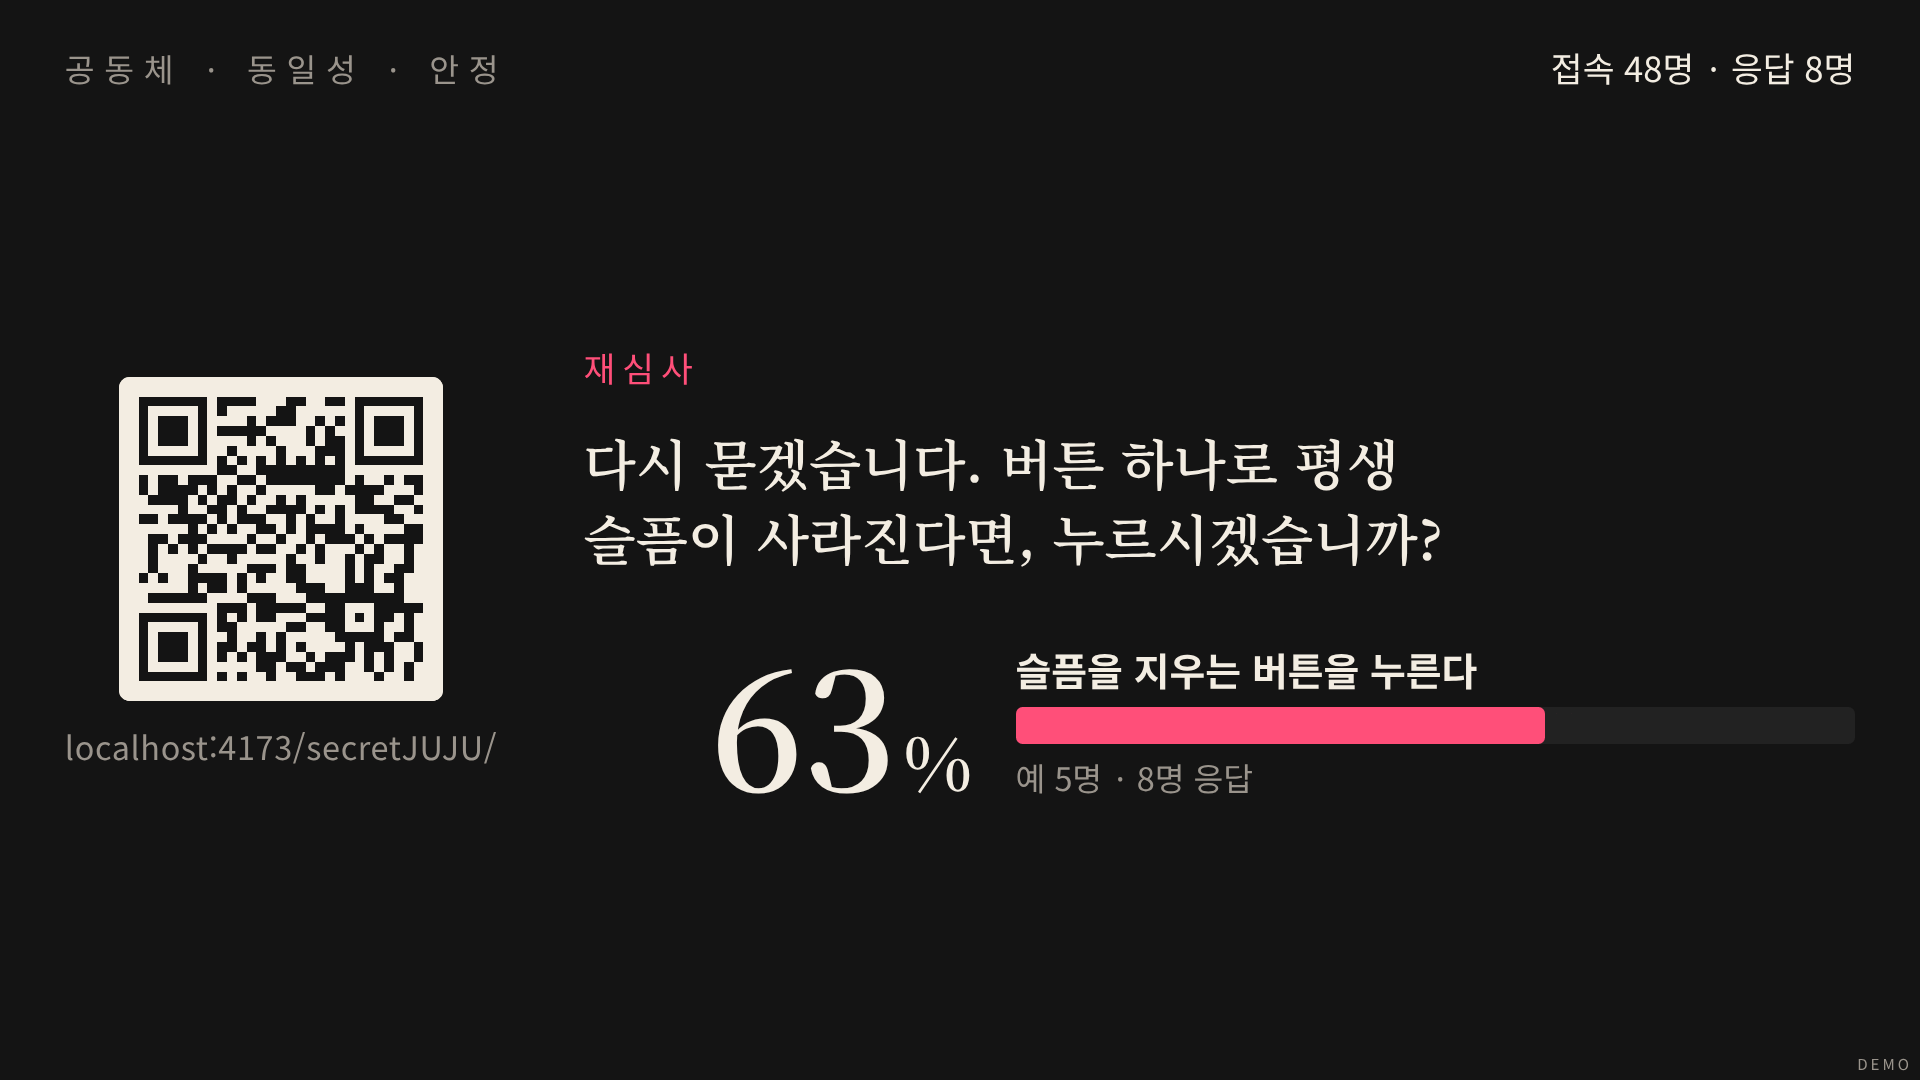 공동체 · 동일성 · 안정
접속 48명 · 응답 8명
재심사
다시 묻겠습니다. 버튼 하나로 평생
슬픔이 사라진다면, 누르시겠습니까?
63%
슬픔을 지우는 버튼을 누른다
예 5명 · 8명 응답
localhost:4173/secretJUJU/
DEMO